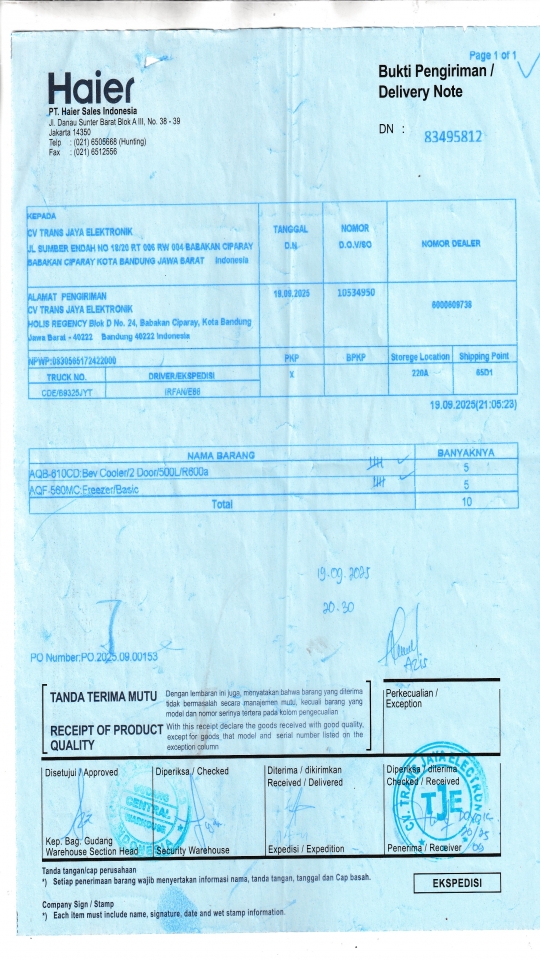 Page 1 of 1
Haier
PT. Haier Sales Indonesia
Jl. Danau Sunter Barat Blok A III, No. 38 - 39
Jakarta 14350
Telp : (021) 6505668 (Hunting)
Fax : (021) 6512556
Bukti Pengiriman /
Delivery Note
DN : 83495812
KEPADA
CV TRANS JAYA ELEKTRONIK
JL SUMBER ENDAH NO 18/20 RT 006 RW 004 BABAKAN CIPARAY
BABAKAN CIPARAY KOTA BANDUNG JAWA BARAT Indonesia
TANGGAL
D.N
NOMOR
D.O.V/SO
NOMOR DEALER
ALAMAT PENGIRIMAN
CV TRANS JAYA ELEKTRONIK
HOLIS REGENCY Blok D No. 24, Babakan Ciparay, Kota Bandung
Jawa Barat - 40222 Bandung 40222 Indonesia
19.09.2025
10534950
NPWP:0830565172422000
PKP
BPKP
Storege Location
Shipping Point
TRUCK NO.
DRIVER/EKSPEDISI
X
220A
65D1
IRFAN/E66
19.09.2025(21:05:23)
NAMA BARANG
BANYAKNYA
AQB-610CD:Bev Cooler/2 Door/500L/R600a
5
AQF-560MC:Freezer/Basic
5
Total
10
19.09.2025
20.30
Azis
PO Number:PO.2025.09.00153
TANDA TERIMA MUTU
Dengan lembaran ini juga, menyatakan bahwa barang yang diterima
tidak bermasalah secara manajemen mutu, kecuali barang yang
model dan nomor serinya tertera pada kolom pengecualian
RECEIPT OF PRODUCT
QUALITY
With this receipt declare the goods received with good quality,
except for goods that model and serial number listed on the
exception column
Perkecualian /
Exception
Disetujui / Approved
Diperiksa / Checked
Diterima / dikirimkan
Received / Delivered
Diperiksa / diterima
Checked / Received
CENTRAL
WAREHOUSE
CV. TRANS JAYA ELEKTRONIK
TJE
Kep. Bag. Gudang
Warehouse Section Head
Security Warehouse
Expedisi / Expedition
Penerima / Receiver
Tanda tangan/cap perusahaan
*) Setiap penerimaan barang wajib menyertakan informasi nama, tanda tangan, tanggal dan Cap basah.
EKSPEDISI
Company Sign / Stamp
*) Each item must include name, signature, date and wet stamp information.